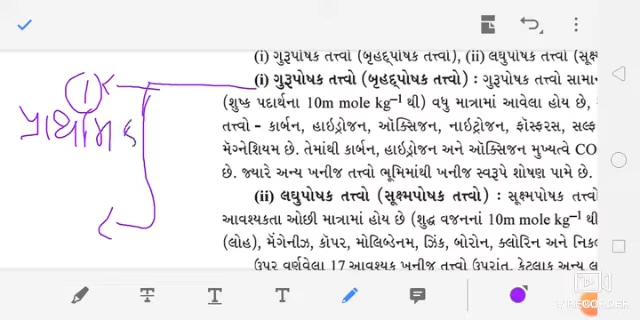 (i) ગુરુપોષક તત્ત્વો (બૃહદ્પોષક તત્ત્વો), (ii) લઘુપોષક તત્ત્વો (સૂક્ષ્
(i) ગુરુપોષક તત્ત્વો (બૃહદ્પોષક તત્ત્વો) : ગુરુપોષક તત્ત્વો સામાન
(શુષ્ક પદાર્થના 10m mole kg⁻¹ થી) વધુ માત્રામાં આવેલા હોય છે,
તત્ત્વો - કાર્બન, હાઇડ્રોજન, ઑક્સિજન, નાઇટ્રોજન, ફૉસ્ફરસ, સલ્ફ
મૅગ્નેશિયમ છે. તેમાંથી કાર્બન, હાઇડ્રોજન અને ઑક્સિજન મુખ્યત્વે CO
છે. જ્યારે અન્ય ખનીજ તત્ત્વો ભૂમિમાંથી ખનીજ સ્વરૂપે શોષણ પામે છે.
(ii) લઘુપોષક તત્ત્વો (સૂક્ષ્મપોષક તત્ત્વો) : સૂક્ષ્મપોષક તત્ત્વો
આવશ્યકતા ઓછી માત્રામાં હોય છે (શુદ્ધ વજનનાં 10m mole kg⁻¹ થી
(લોહ), મૅંગેનીઝ, કૉપર, મોલિબ્ડેનમ, ઝિંક, બોરોન, ક્લોરિન અને નિક
ઉપર વર્ણવેલા 17 આવશ્યક ખનીજ તત્ત્વો ઉપરાંત, કેટલાક અન્ય લ
1
પ્રાથમિક
RECORDER